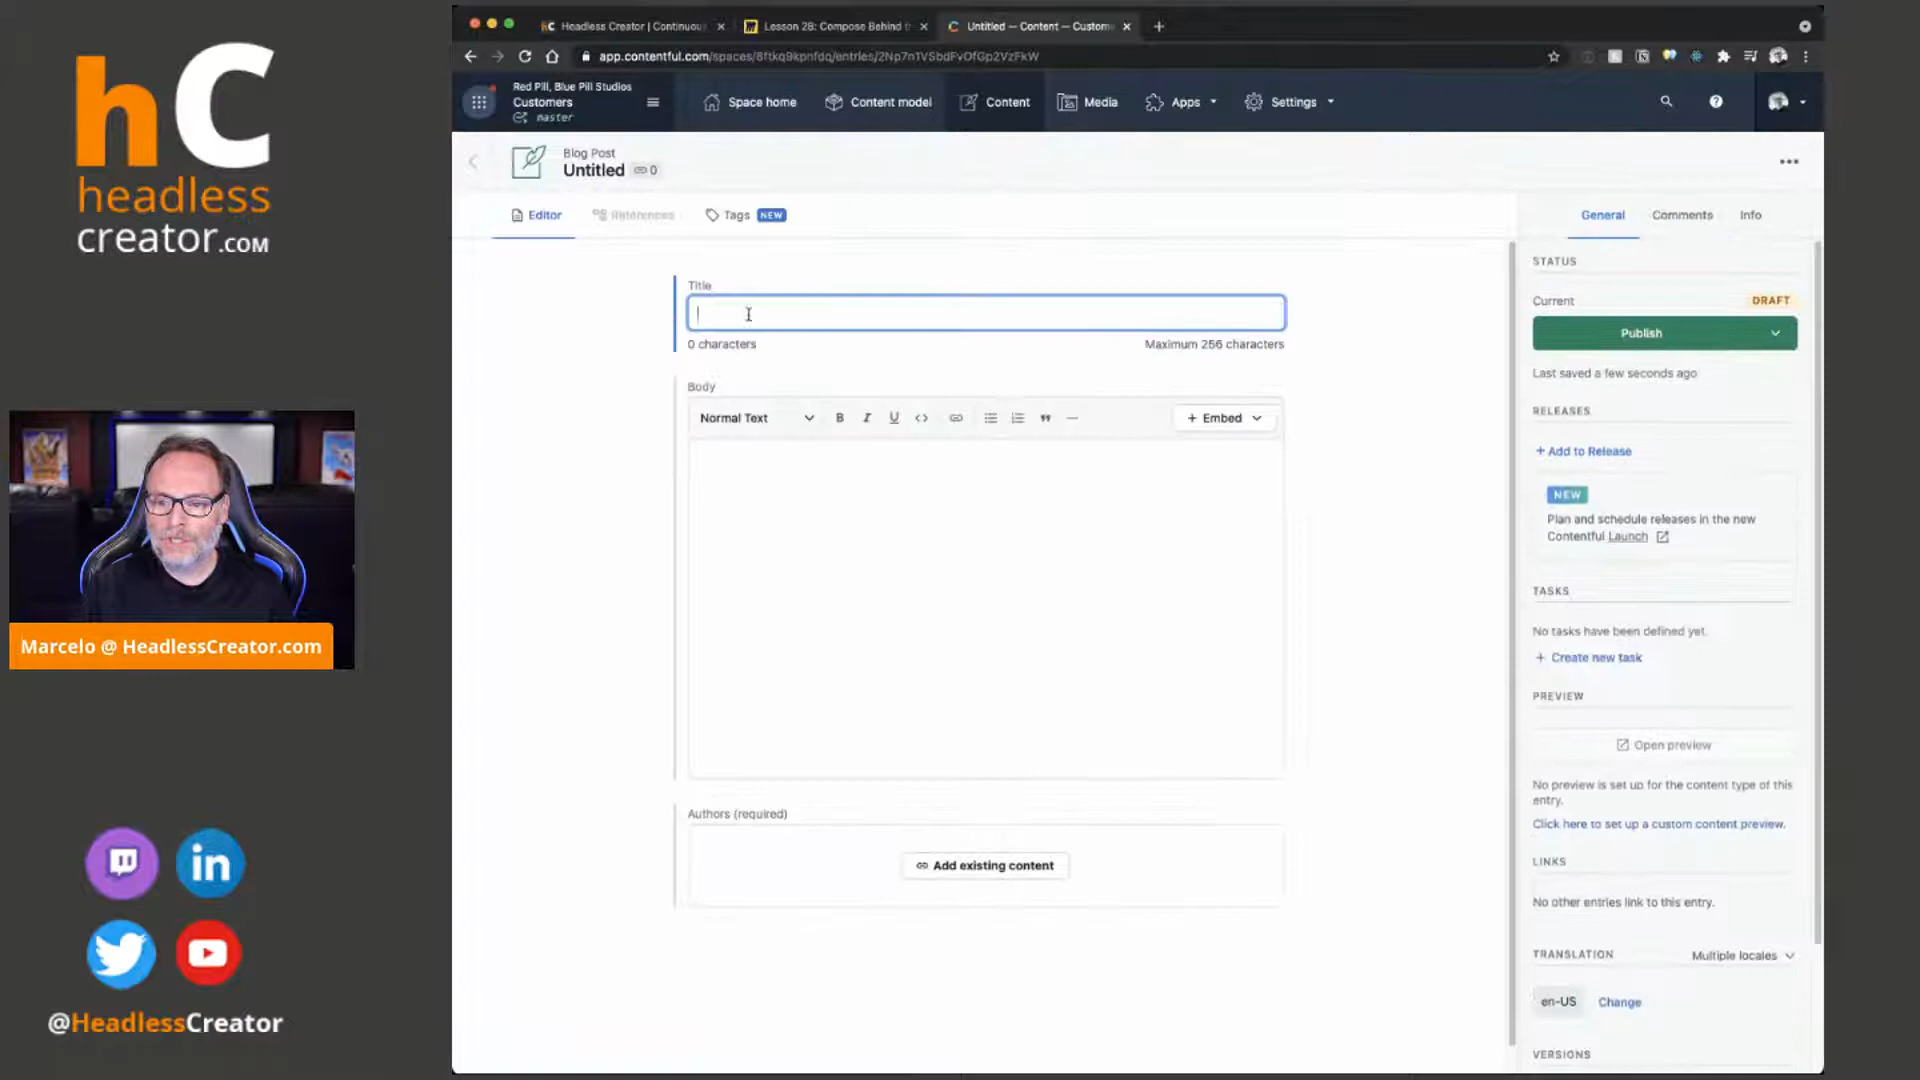 hC
headless
creator.COM
Marcelo @ HeadlessCreator.com
@HeadlessCreator
Headless Creator | Continuou
Lesson 28: Compose Behind t
Untitled — Content — Custom
app.contentful.com/spaces/8ftkq9kpnfdq/entries/2Np7n1VSbdFvOfGp2VzFkW
Red Pill, Blue Pill Studios
Customers
master
Space home
Content model
Content
Media
Apps
Settings
Blog Post
Untitled
0
Editor
References
Tags
NEW
Title
0 characters
Maximum 256 characters
Body
Normal Text
B
I
U
+ Embed
Authors (required)
Add existing content
General
Comments
Info
STATUS
Current
DRAFT
Publish
Last saved a few seconds ago
RELEASES
+ Add to Release
NEW
Plan and schedule releases in the new
Contentful Launch
TASKS
No tasks have been defined yet.
+ Create new task
PREVIEW
Open preview
No preview is set up for the content type of this
entry.
Click here to set up a custom content preview.
LINKS
No other entries link to this entry.
TRANSLATION
Multiple locales
en-US
Change
VERSIONS